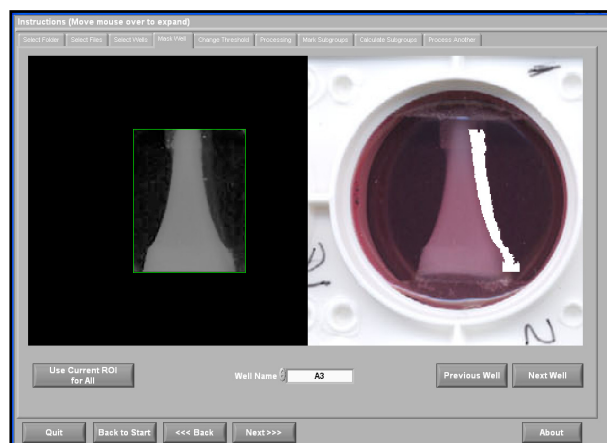 Instructions (Move mouse over to expand)
Select Folder Select Files Select Wells Mask Well Change Threshold Processing Mark Subgroups Calculate Subgroups Process Another
Use Current ROI
for All
Well Name A3
Previous Well Next Well
Quit Back to Start <<< Back Next >>> About